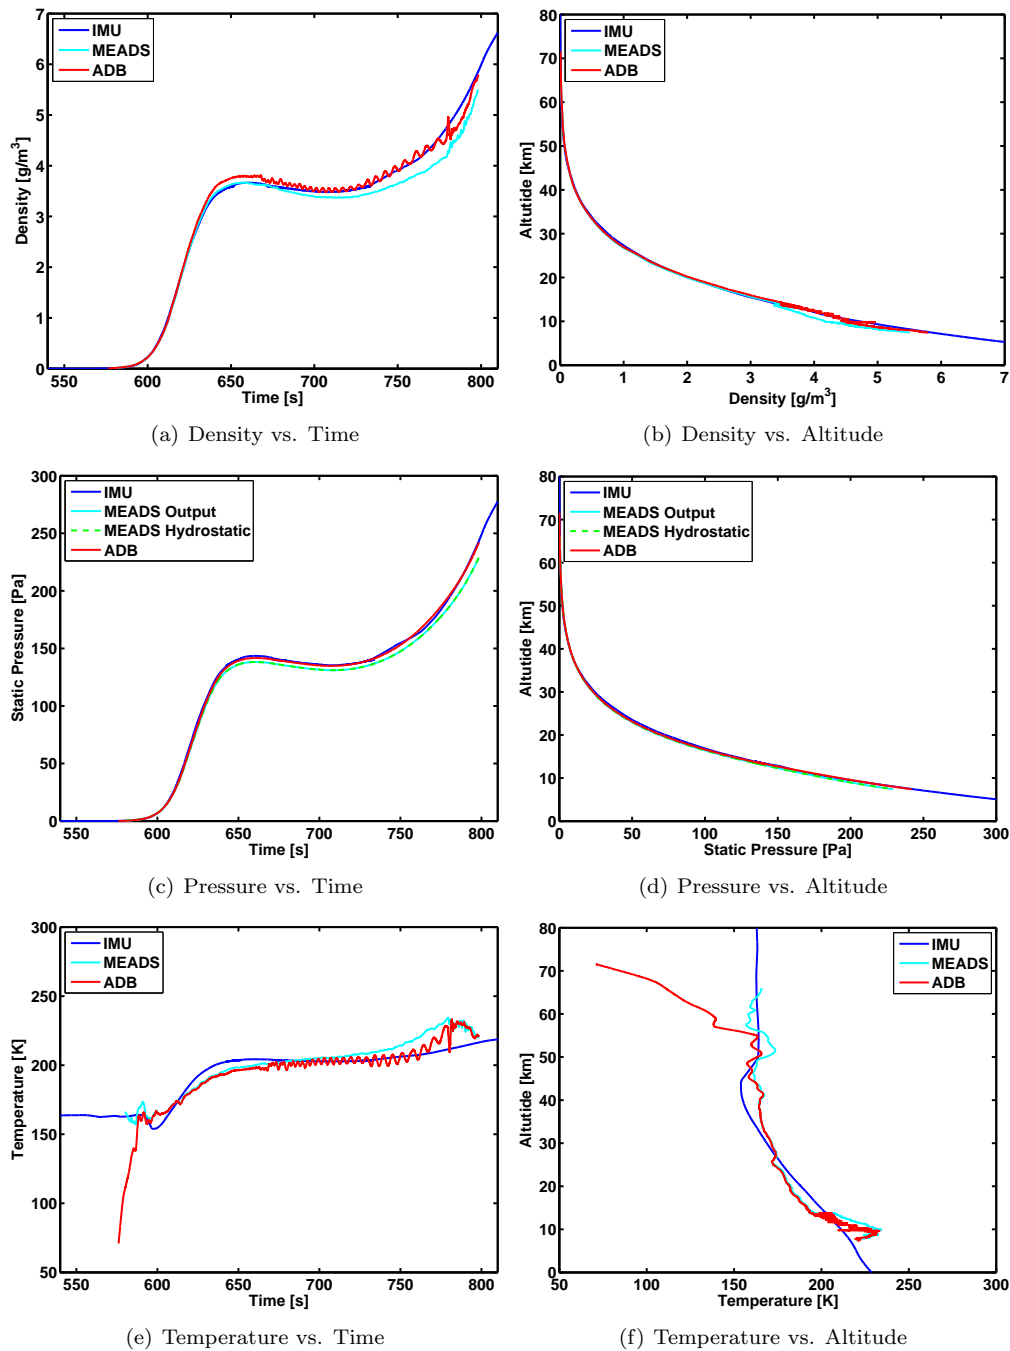 IMU
MEADS
ADB
7
6
5
4
3
2
1
0
Density [g/m³]
550 600 650 700 750 800
Time [s]
(a) Density vs. Time
IMU
MEADS
ADB
80
70
60
50
40
30
20
10
0
Altutide [km]
0 1 2 3 4 5 6 7
Density [g/m³]
(b) Density vs. Altitude
IMU
MEADS Output
MEADS Hydrostatic
ADB
300
250
200
150
100
50
0
Static Pressure [Pa]
550 600 650 700 750 800
Time [s]
(c) Pressure vs. Time
IMU
MEADS Output
MEADS Hydrostatic
ADB
80
70
60
50
40
30
20
10
0
Altutide [km]
0 50 100 150 200 250 300
Static Pressure [Pa]
(d) Pressure vs. Altitude
IMU
MEADS
ADB
300
250
200
150
100
50
Temperature [K]
550 600 650 700 750 800
Time [s]
(e) Temperature vs. Time
IMU
MEADS
ADB
80
70
60
50
40
30
20
10
0
Altutide [km]
50 100 150 200 250 300
Temperature [K]
(f) Temperature vs. Altitude